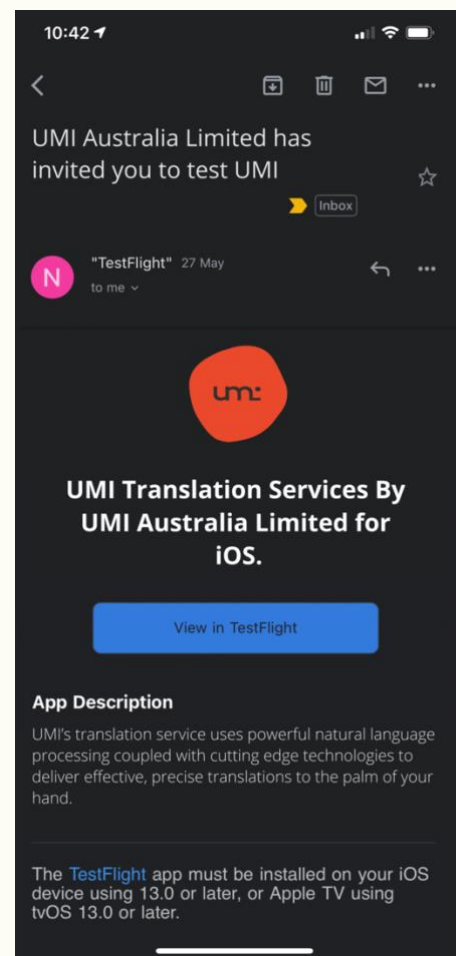 10:42
UMI Australia Limited has
invited you to test UMI
Inbox
N
"TestFlight" 27 May
to me
um:
UMI Translation Services By
UMI Australia Limited for
iOS.
View in TestFlight
App Description
UMI's translation service uses powerful natural language
processing coupled with cutting edge technologies to
deliver effective, precise translations to the palm of your
hand.
The TestFlight app must be installed on your iOS
device using 13.0 or later, or Apple TV using
tvOS 13.0 or later.